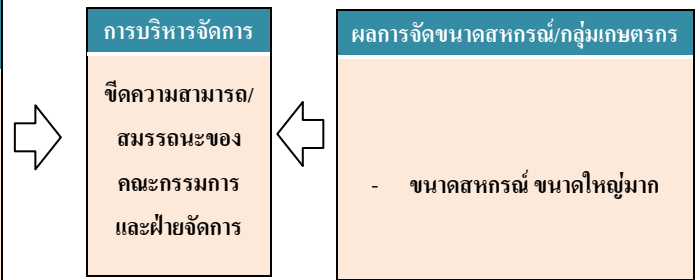 การบริหารจัดการ
ขีดความสามารถ/
สมรรถนะของ
คณะกรรมการ
และฝ่ายจัดการ
ผลการจัดขนาดสหกรณ์/กลุ่มเกษตรกร
- ขนาดสหกรณ์ ขนาดใหญ่มาก